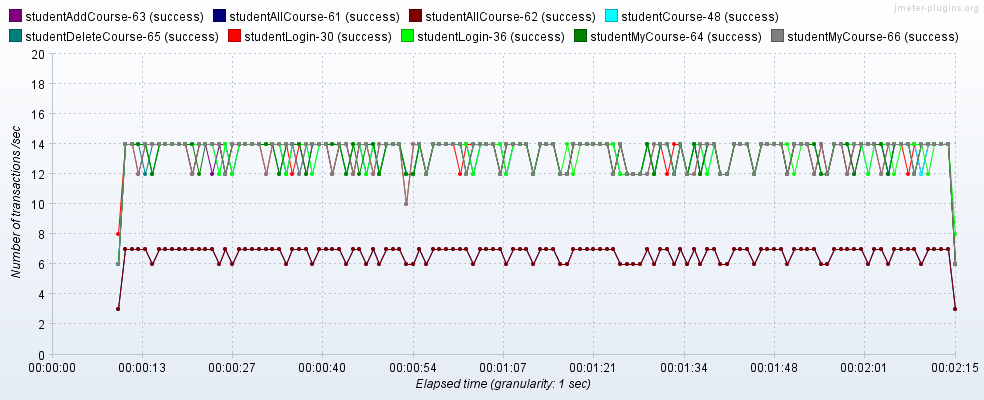 jmeter-plugins.org
studentAddCourse-63 (success) studentAllCourse-61 (success) studentAllCourse-62 (success) studentCourse-48 (success)
studentDeleteCourse-65 (success) studentLogin-30 (success) studentLogin-36 (success) studentMyCourse-64 (success) studentMyCourse-66 (success)
Number of transactions /sec
20
18
16
14
12
10
8
6
4
2
0
00:00:00 00:00:13 00:00:27 00:00:40 00:00:54 00:01:07 00:01:21 00:01:34 00:01:48 00:02:01 00:02:15
Elapsed time (granularity: 1 sec)